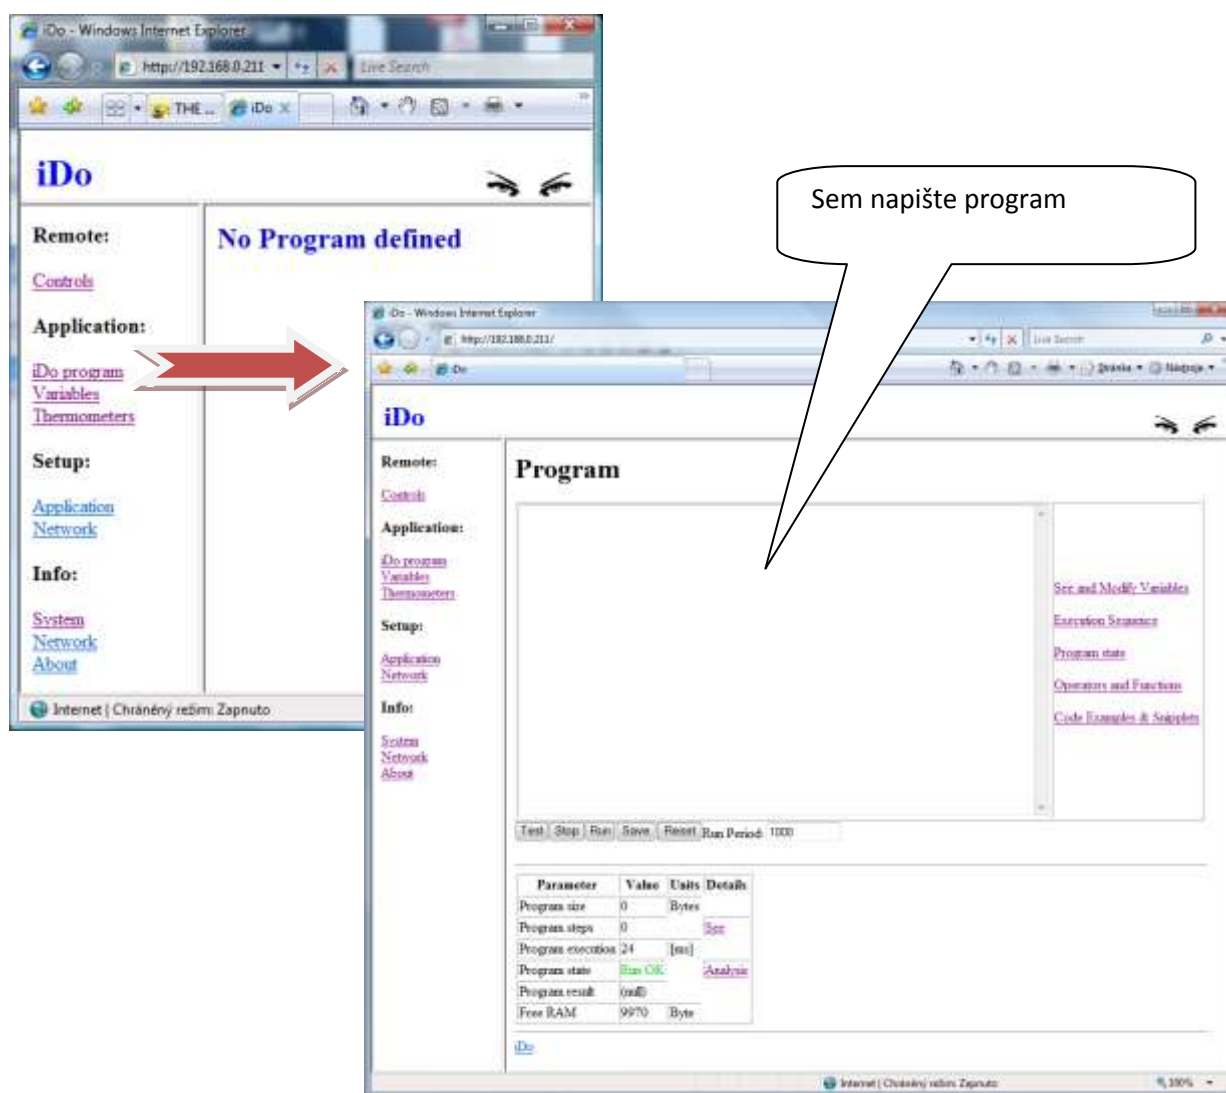 iDo - Windows Internet Explorer
http://192.168.0.211
Live Search
THE ...
iDo
iDo
Remote:
Controls
Application:
iDo program
Variables
Thermometers
Setup:
Application
Network
Info:
System
Network
About
No Program defined
Internet | Chráněný režim: Zapnuto
Sem napište program
iDo - Windows Internet Explorer
http://192.168.0.211/
Live Search
iDo
Stránka
Nástroje
iDo
Remote:
Controls
Application:
iDo program
Variables
Thermometers
Setup:
Application
Network
Info:
System
Network
About
Program
See and Modify Variables
Execution Sequence
Program state
Operators and Functions
Code Examples & Snipplets
Test Stop Run Save Reset Run Period: 1000
Parameter Value Units Details
Program size 0 Bytes
Program steps 0 See
Program execution 24 [ms]
Program state Run OK Analysis
Program result (null)
Free RAM 9970 Byte
iDo
Internet | Chráněný režim: Zapnuto
100%